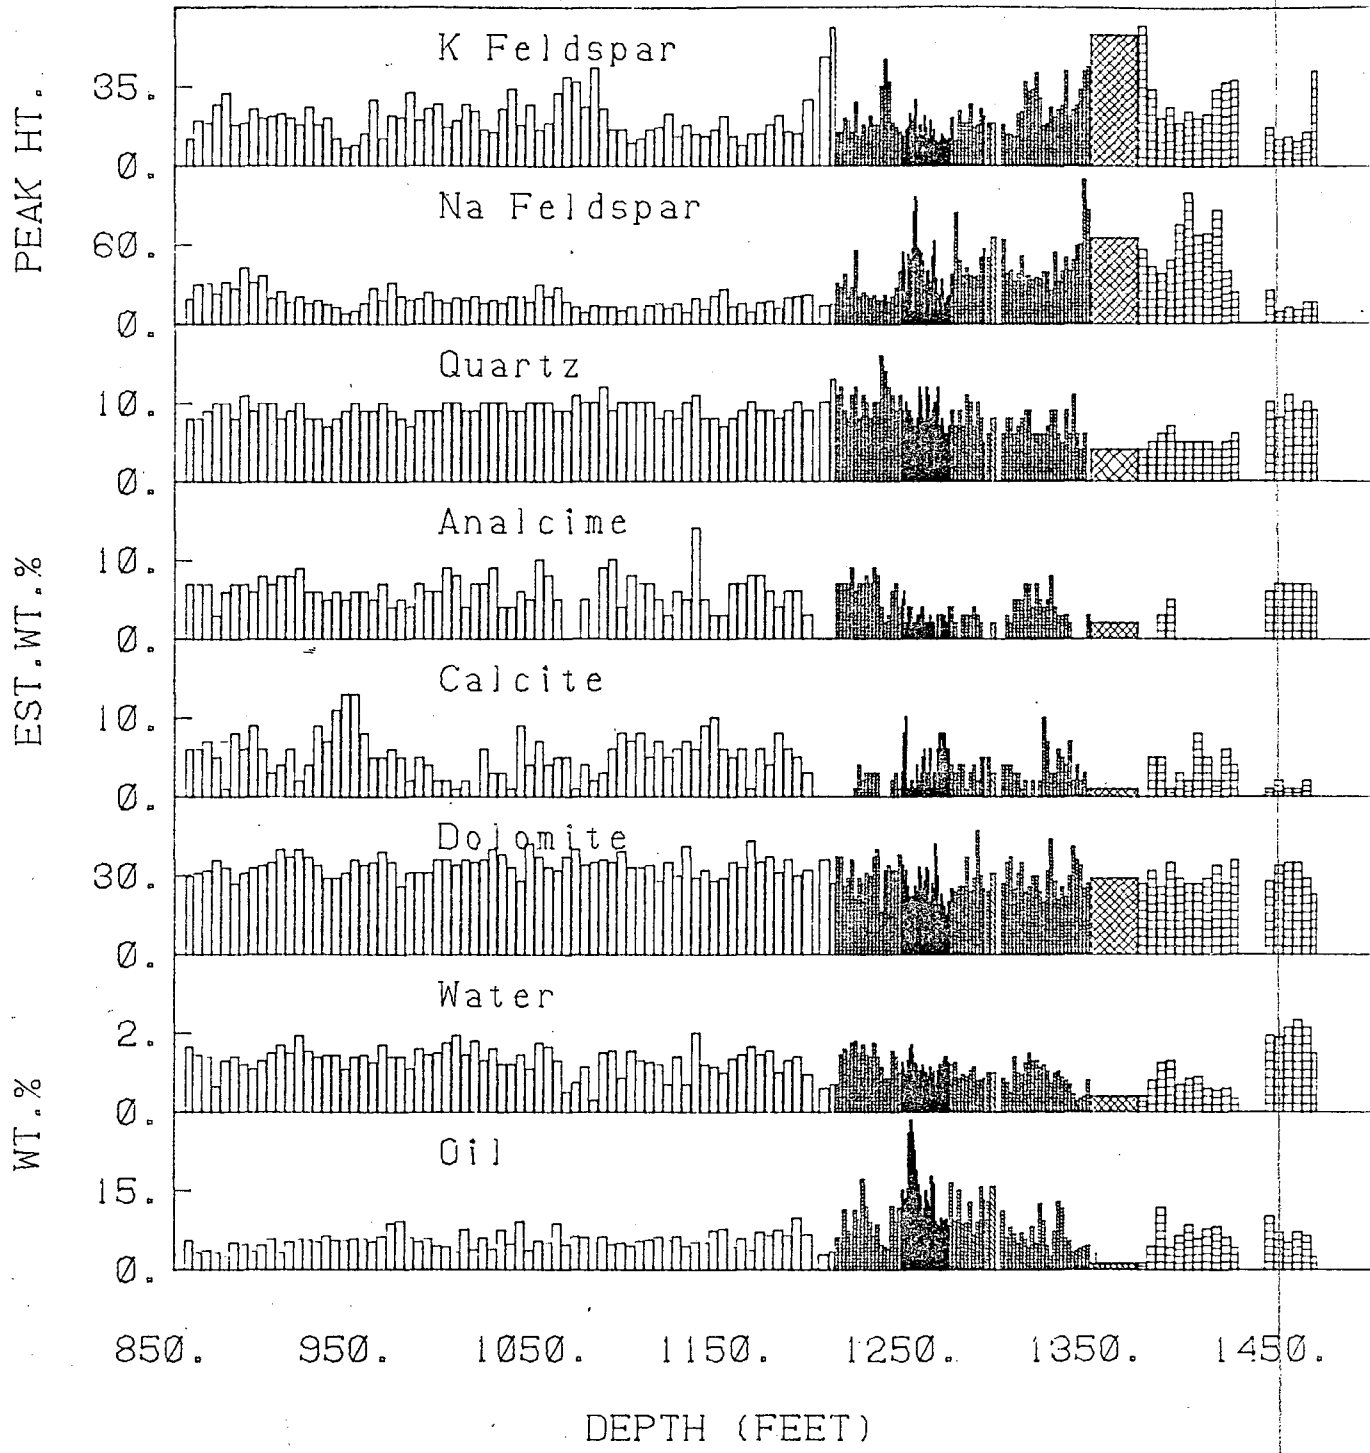 PEAK HT.
K Feldspar
35.
0.
Na Feldspar
60.
0.
EST.WT.%
Quartz
10.
0.
Analcime
10.
0.
Calcite
10.
0.
WT.%
Dolomite
30.
0.
Water
2.
0.
Oil
15.
0.
850. 950. 1050. 1150. 1250. 1350. 1450.
DEPTH (FEET)